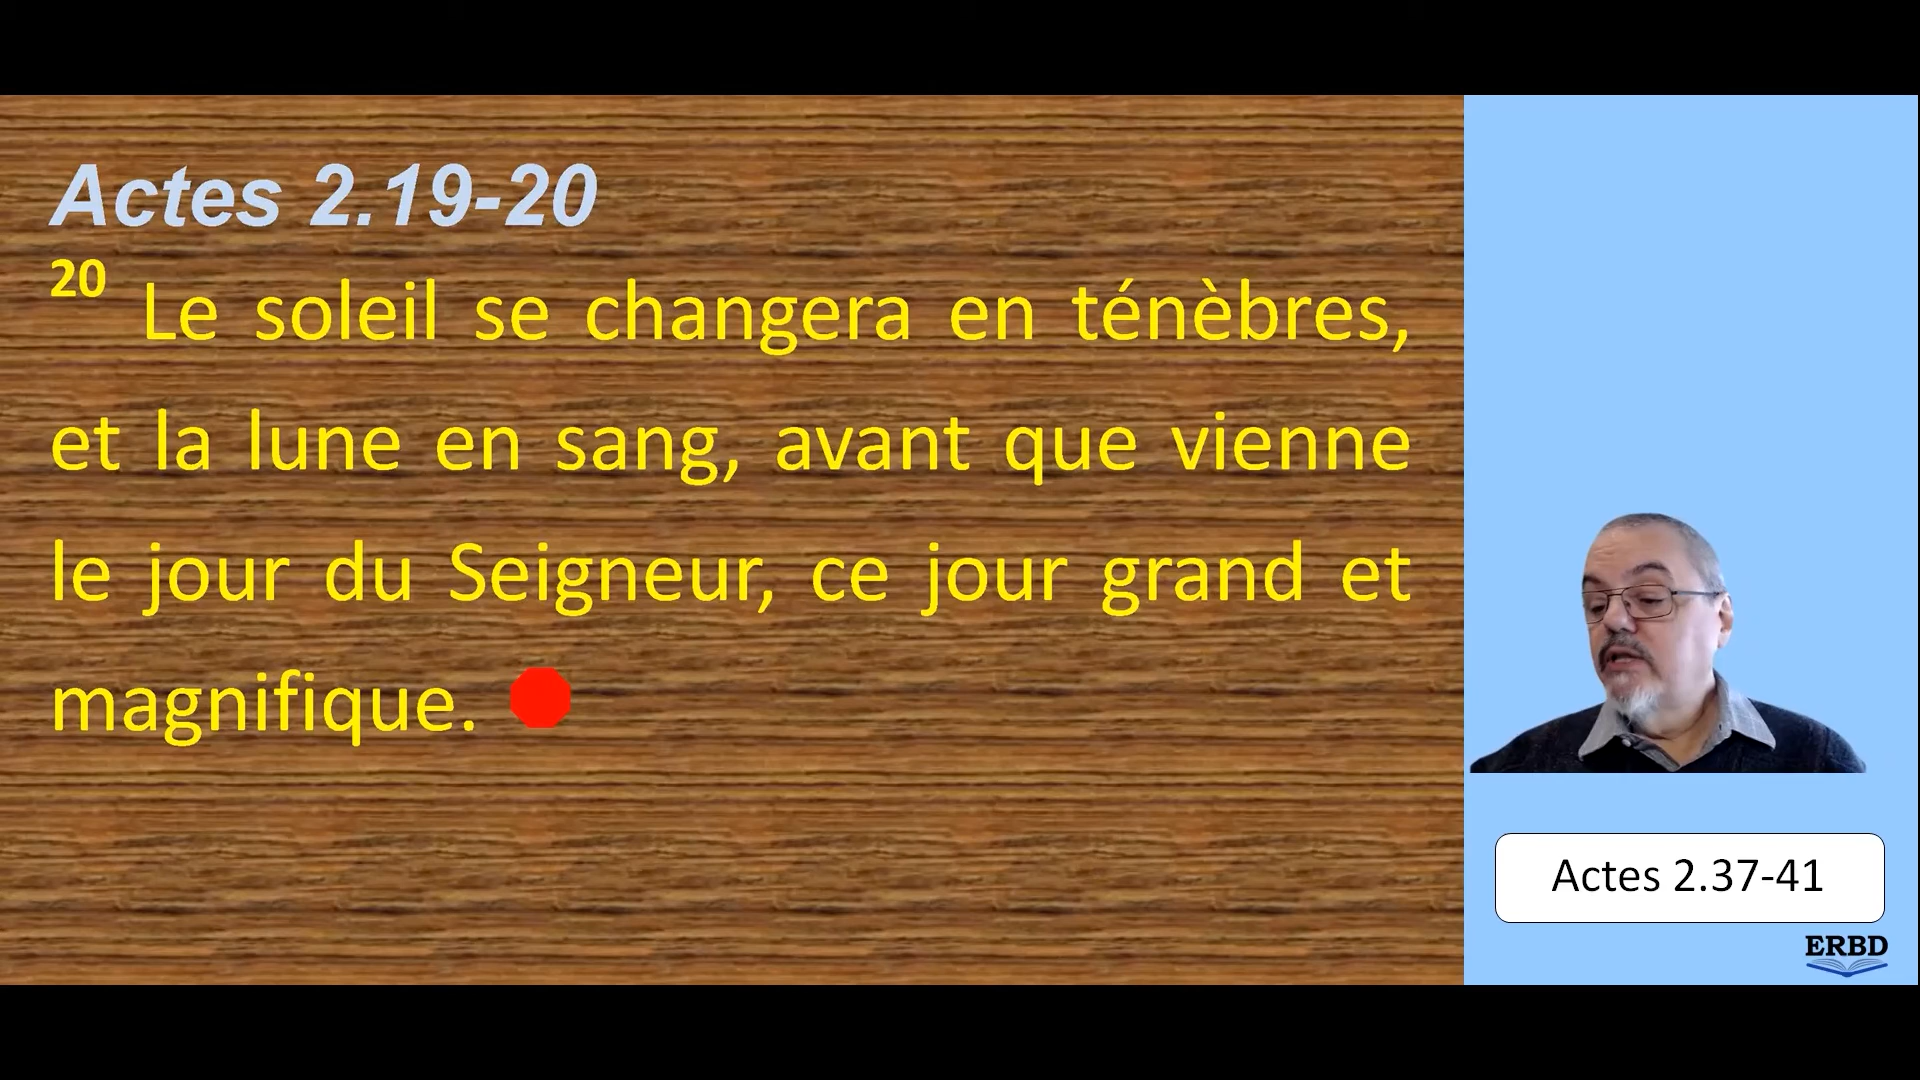 Actes 2.19-20
20 Le soleil se changera en ténèbres,
et la lune en sang, avant que vienne
le jour du Seigneur, ce jour grand et
magnifique.
Actes 2.37-41
ERBD